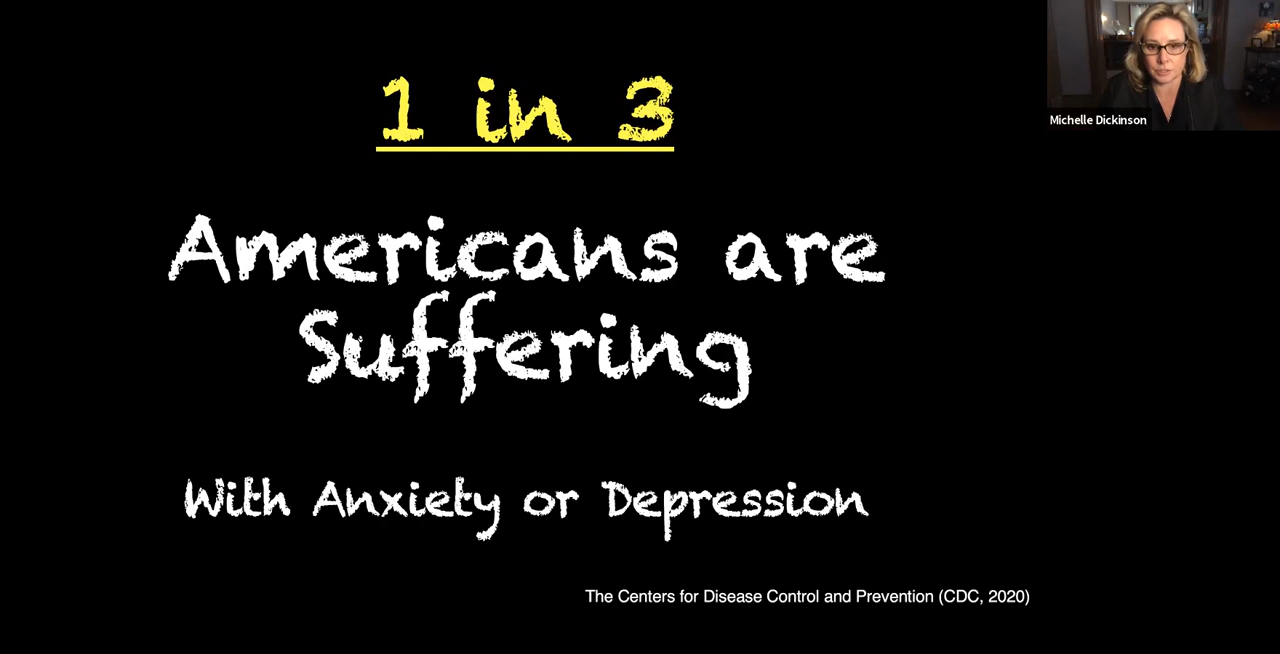 1 in 3
Americans are
Suffering
With Anxiety or Depression
The Centers for Disease Control and Prevention (CDC, 2020)
Michelle Dickinson